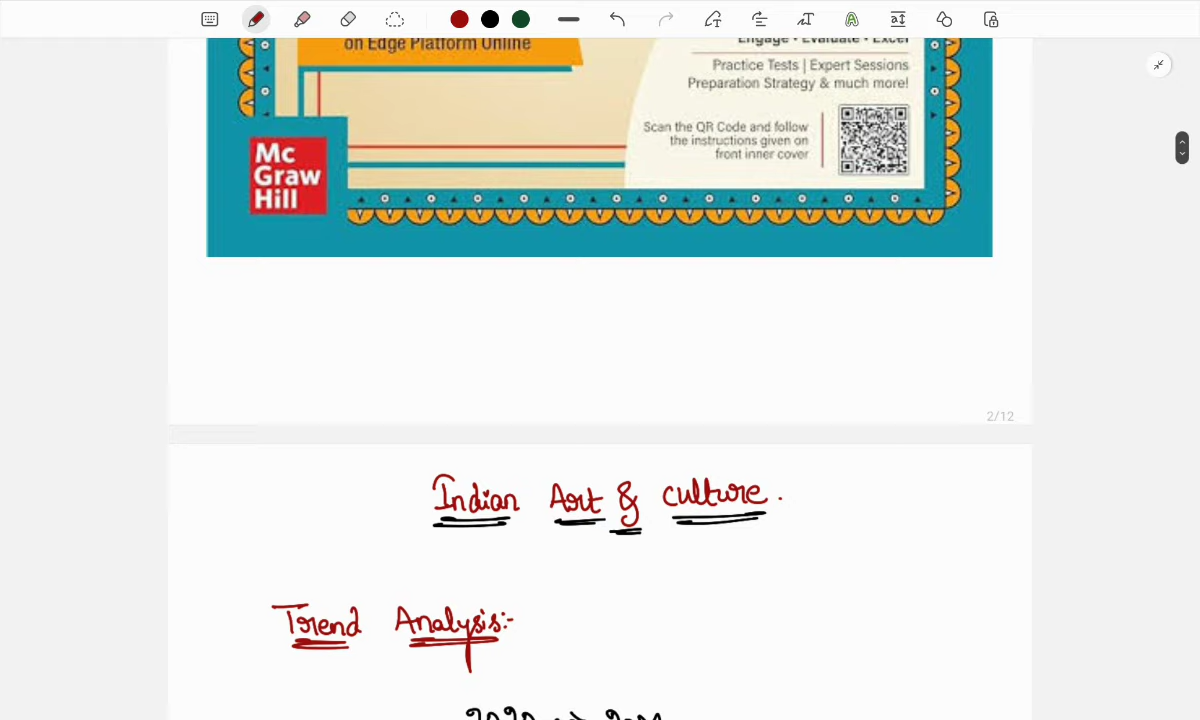 on Edge Platform Online
Engage • Evaluate • Excel
Practice Tests | Expert Sessions
Preparation Strategy & much more!
Scan the QR Code and follow
the instructions given on
front inner cover
Mc
Graw
Hill
2/12
Indian Art & culture.
Trend Analysis:-